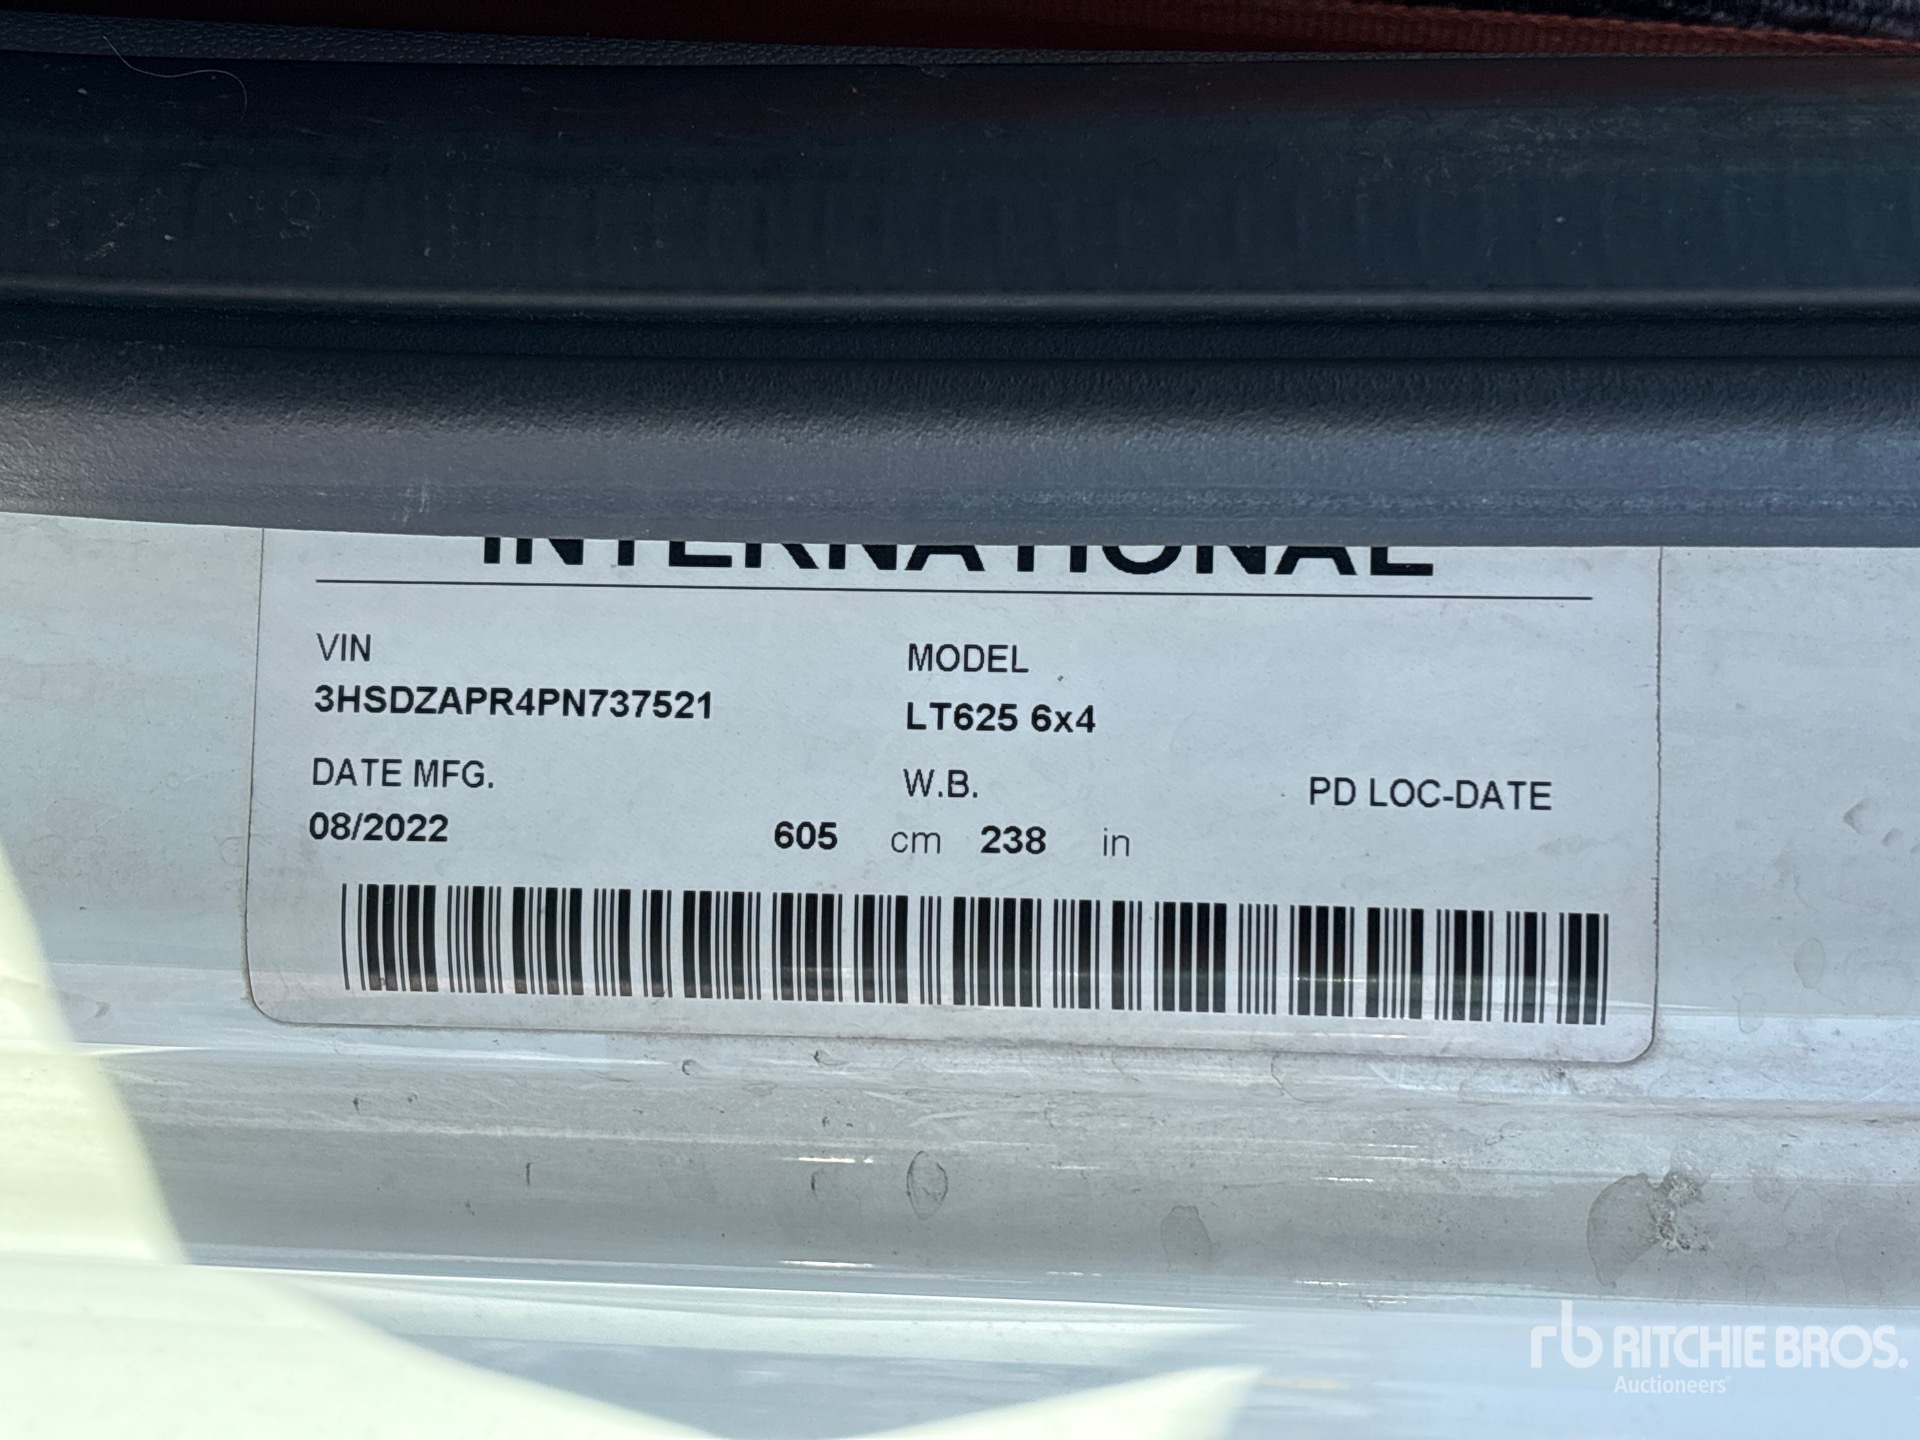 INTERNATIONAL
VIN
3HSDZAPR4PN737521
MODEL
LT625 6x4
DATE MFG.
08/2022
W.B.
605 cm 238 in
PD LOC-DATE
rb RITCHIE BROS.
Auctioneers